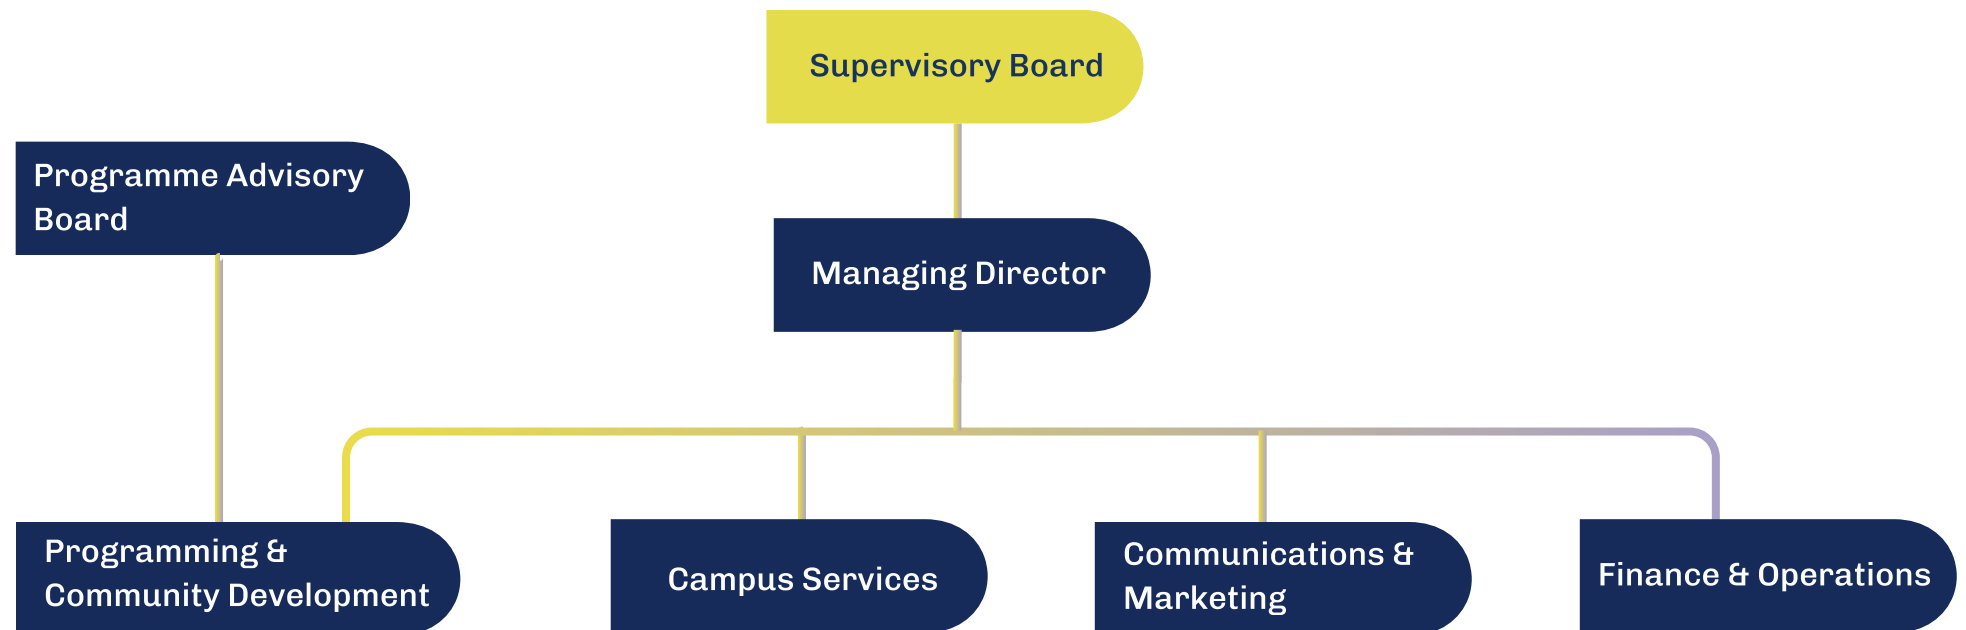 Supervisory Board
Programme Advisory
Board
Managing Director
Programming &
Community Development
Campus Services
Communications &
Marketing
Finance & Operations